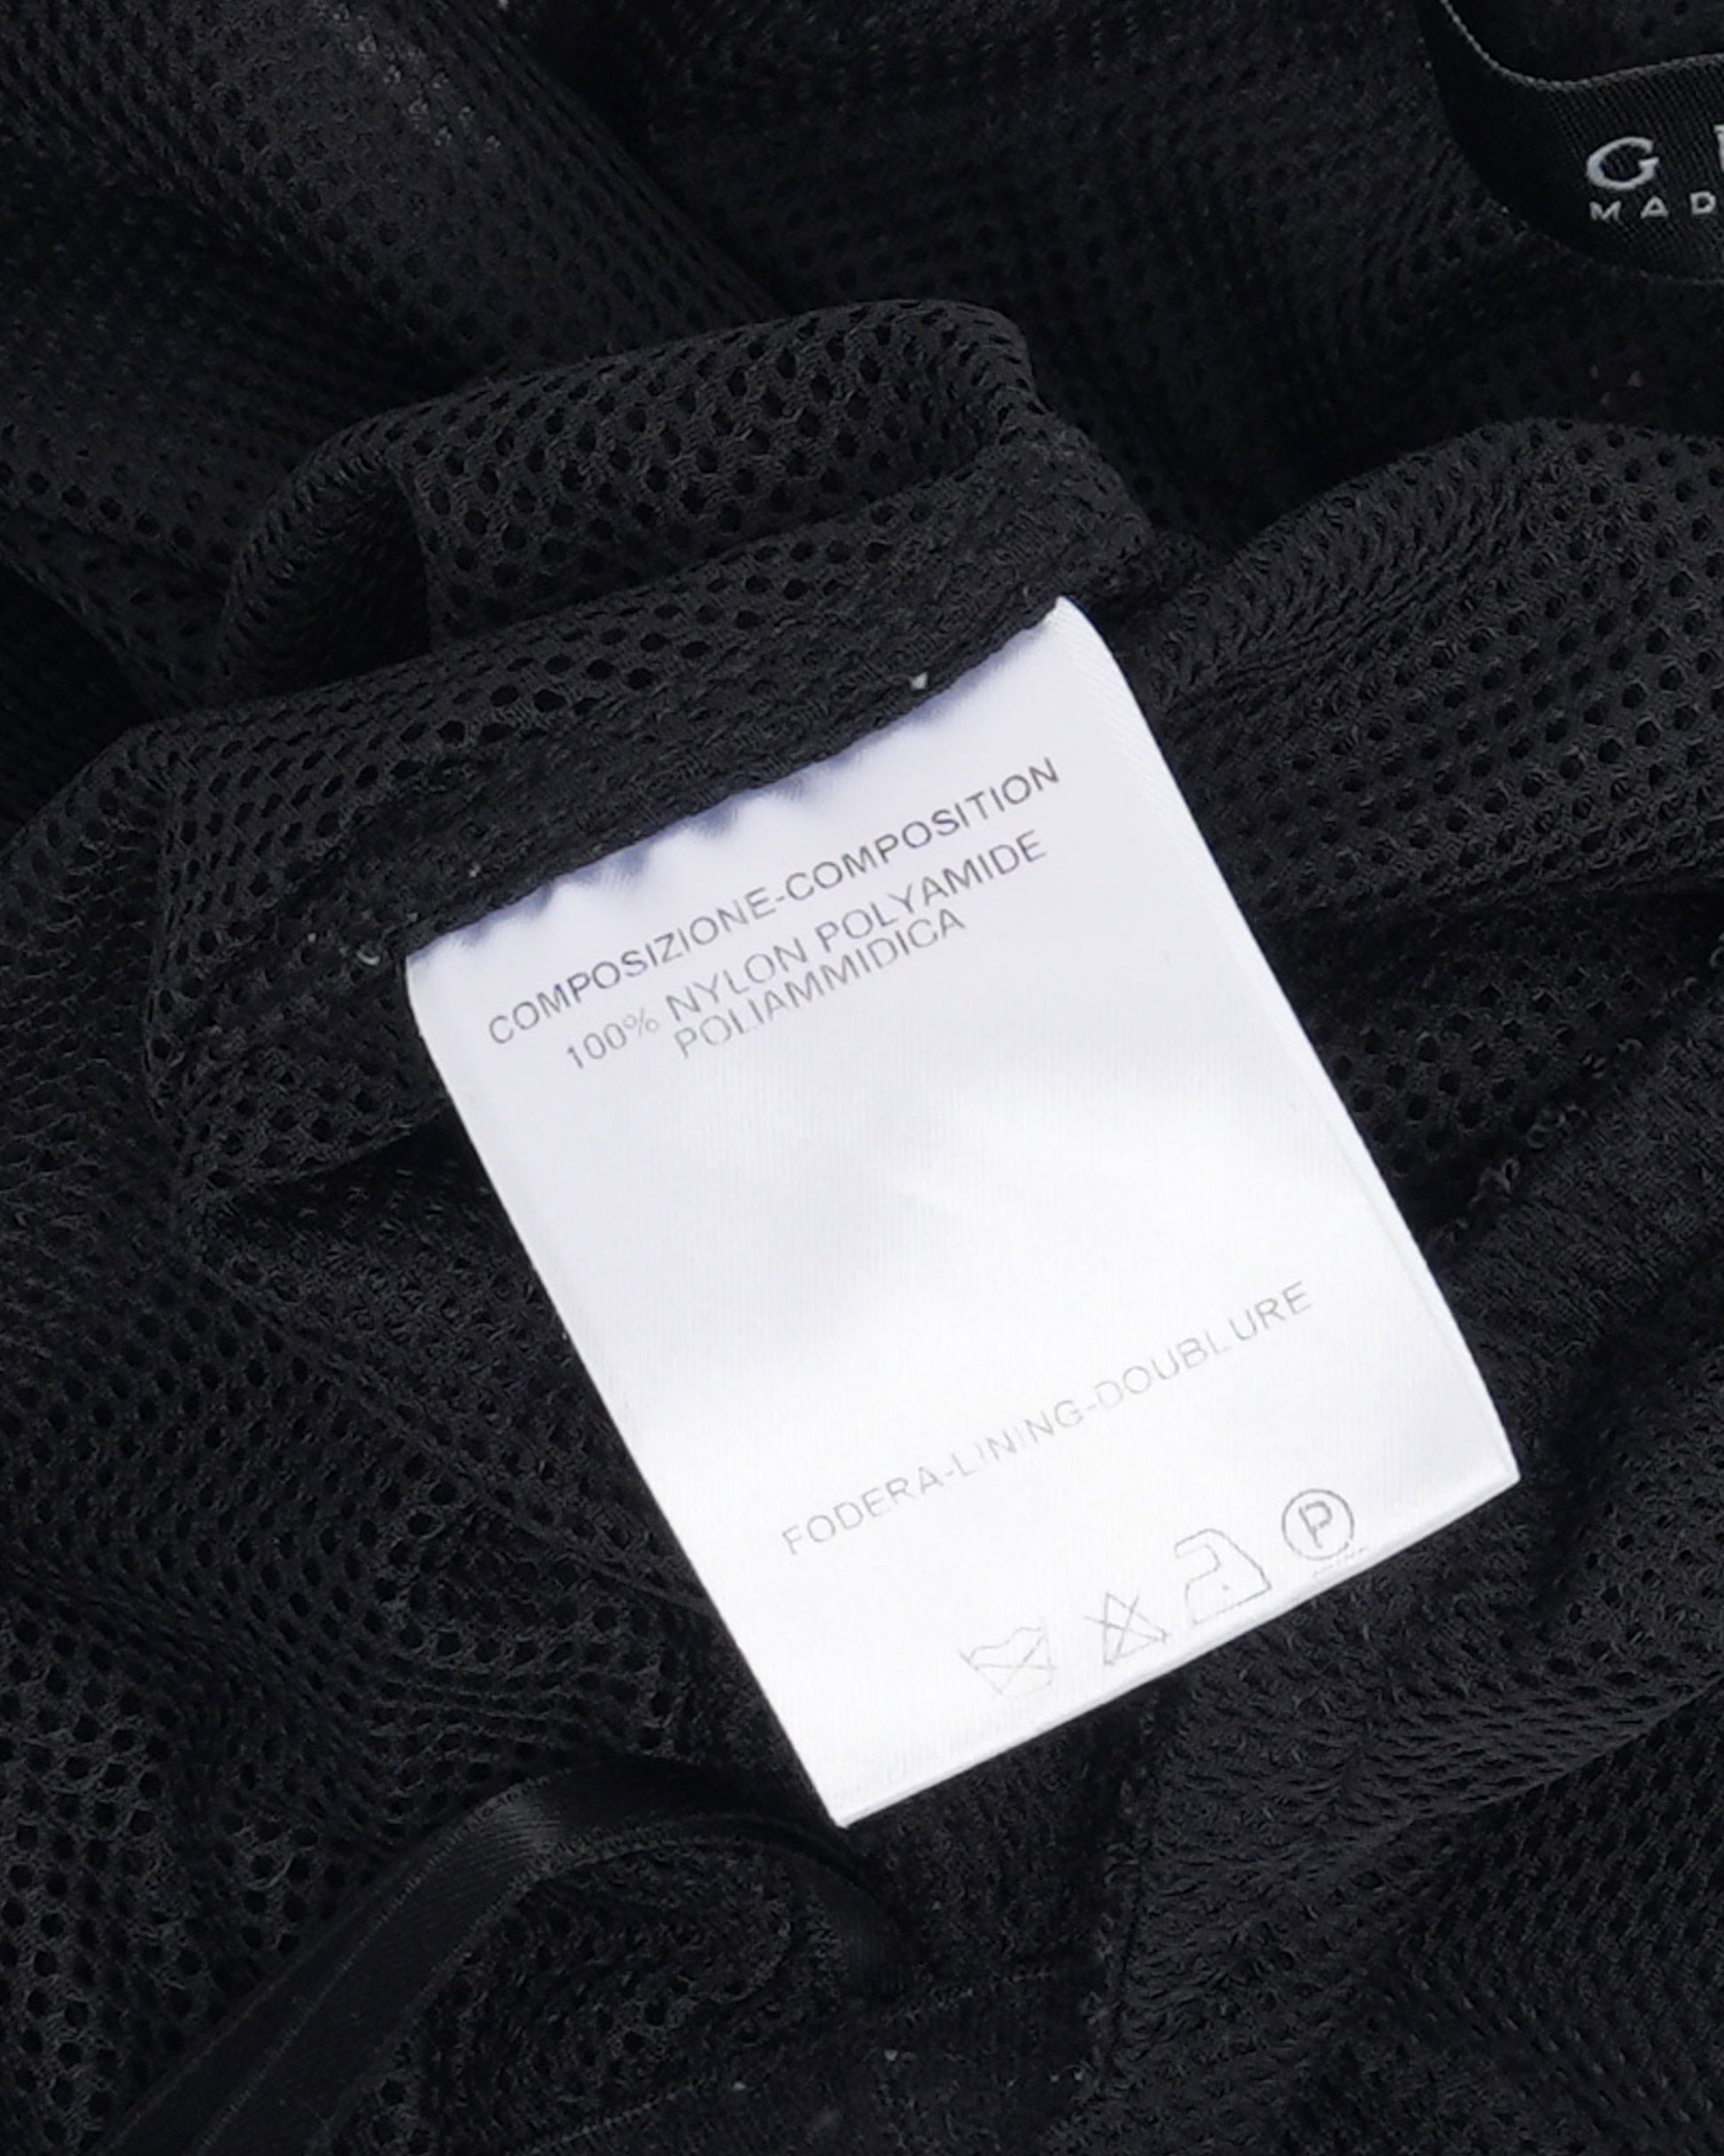 G
MAD
COMPOSIZIONE-COMPOSITION
100% NYLON POLYAMIDE
POLIAMMIDICA
FODERA-LINING-DOUBLURE
P